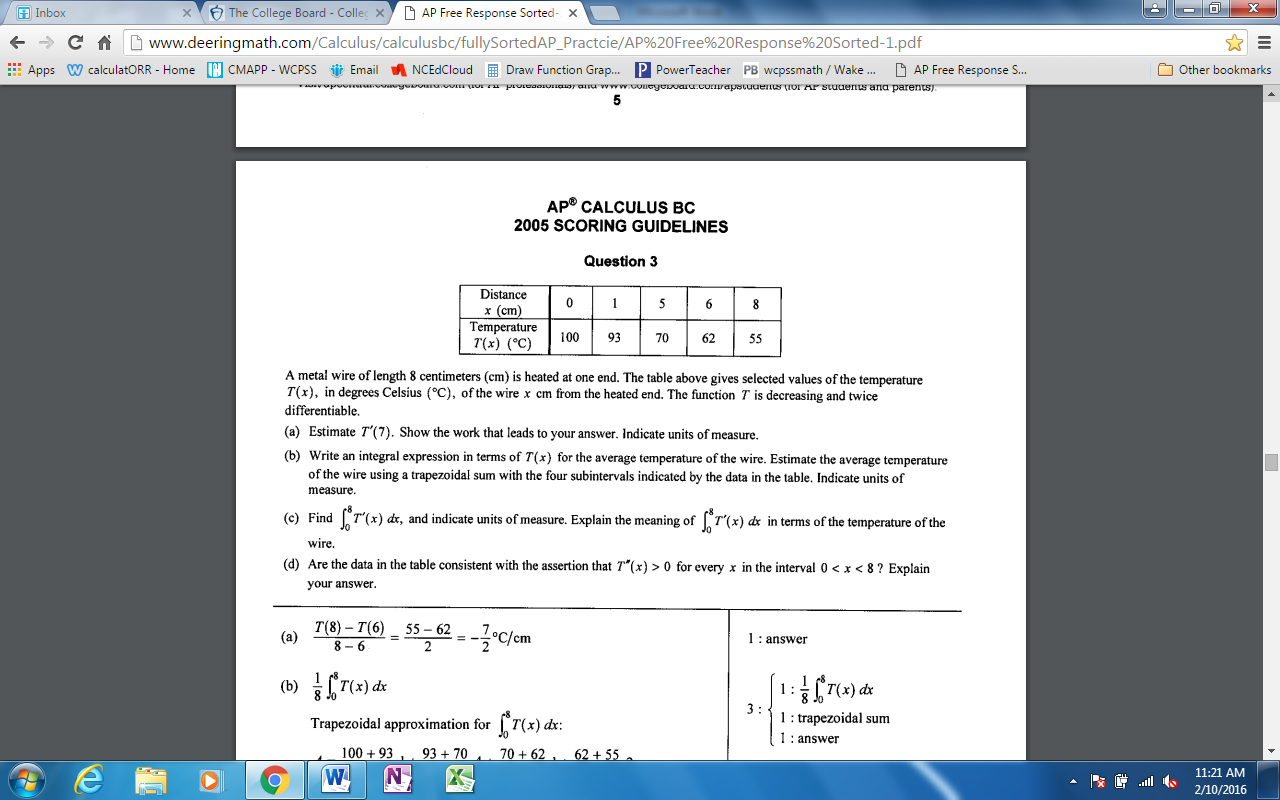 Inbox
The College Board - Colle
AP Free Response Sorted-
www.deeringmath.com/Calculus/calculusbc/fullySortedAP_Practcie/AP%20Free%20Response%20Sorted-1.pdf
Apps calculatORR - Home CMAPP - WCPSS Email NCEdCloud Draw Function Grap... PowerTeacher PB wcpssmath / Wake ... AP Free Response S... Other bookmarks
5
AP® CALCULUS BC
2005 SCORING GUIDELINES
Question 3
Distance x (cm) 0 1 5 6 8
Temperature T(x) (°C) 100 93 70 62 55
A metal wire of length 8 centimeters (cm) is heated at one end. The table above gives selected values of the temperature
T(x), in degrees Celsius (°C), of the wire x cm from the heated end. The function T is decreasing and twice
differentiable.
(a) Estimate T′(7). Show the work that leads to your answer. Indicate units of measure.
(b) Write an integral expression in terms of T(x) for the average temperature of the wire. Estimate the average temperature
of the wire using a trapezoidal sum with the four subintervals indicated by the data in the table. Indicate units of
measure.
(c) Find ∫₀⁸ T′(x) dx, and indicate units of measure. Explain the meaning of ∫₀⁸ T′(x) dx in terms of the temperature of the
wire.
(d) Are the data in the table consistent with the assertion that T″(x) > 0 for every x in the interval 0 < x < 8 ? Explain
your answer.
(a) (T(8) – T(6))/(8 – 6) = (55 – 62)/2 = –7/2 °C/cm
1 : answer
(b) 1/8 ∫₀⁸ T(x) dx
Trapezoidal approximation for ∫₀⁸ T(x) dx:
3 : { 1 : 1/8 ∫₀⁸ T(x) dx
1 : trapezoidal sum
1 : answer
100 + 93 93 + 70 70 + 62 62 + 55
11:21 AM
2/10/2016